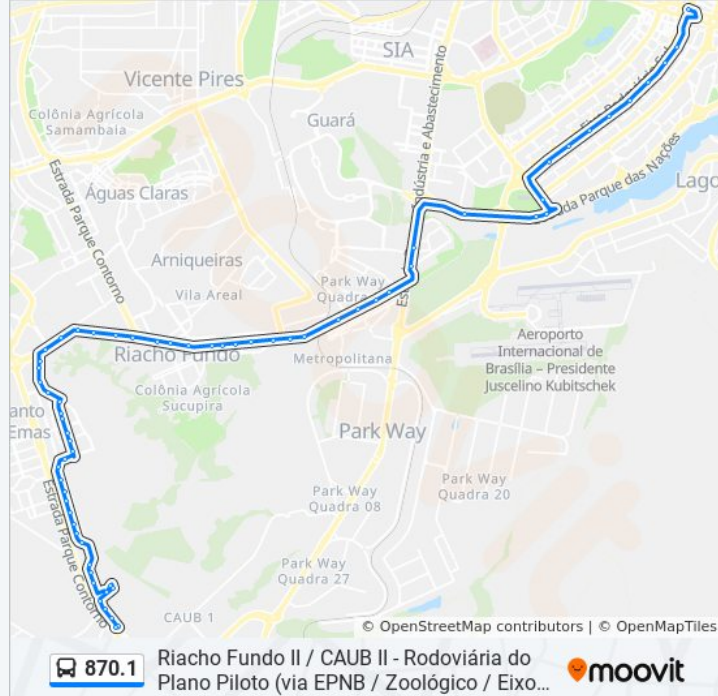 SIA
Vicente Pires
Colônia Agrícola
Samambaia
Guará
Indústria e Abastecimento
da Parque das Nações
Lago
Estrada Parque Contorno
Águas Claras
Arniqueiras
Vila Areal
Park Way
Quadra
Aeroporto
Internacional de
Brasília – Presidente
Juscelino Kubitschek
Riacho Fundo
Metropolitana
Colônia Agrícola
Sucupira
anto
Emas
Park Way
Park Way
Quadra 20
Park Way
Quadra 08
Estrada Parque Contorno
Park Way
Quadra 27
CAUB 1
© OpenStreetMap contributors | © OpenMapTiles
870.1
Riacho Fundo II / CAUB II - Rodoviária do
Plano Piloto (via EPNB / Zoológico / Eixo...
moovit